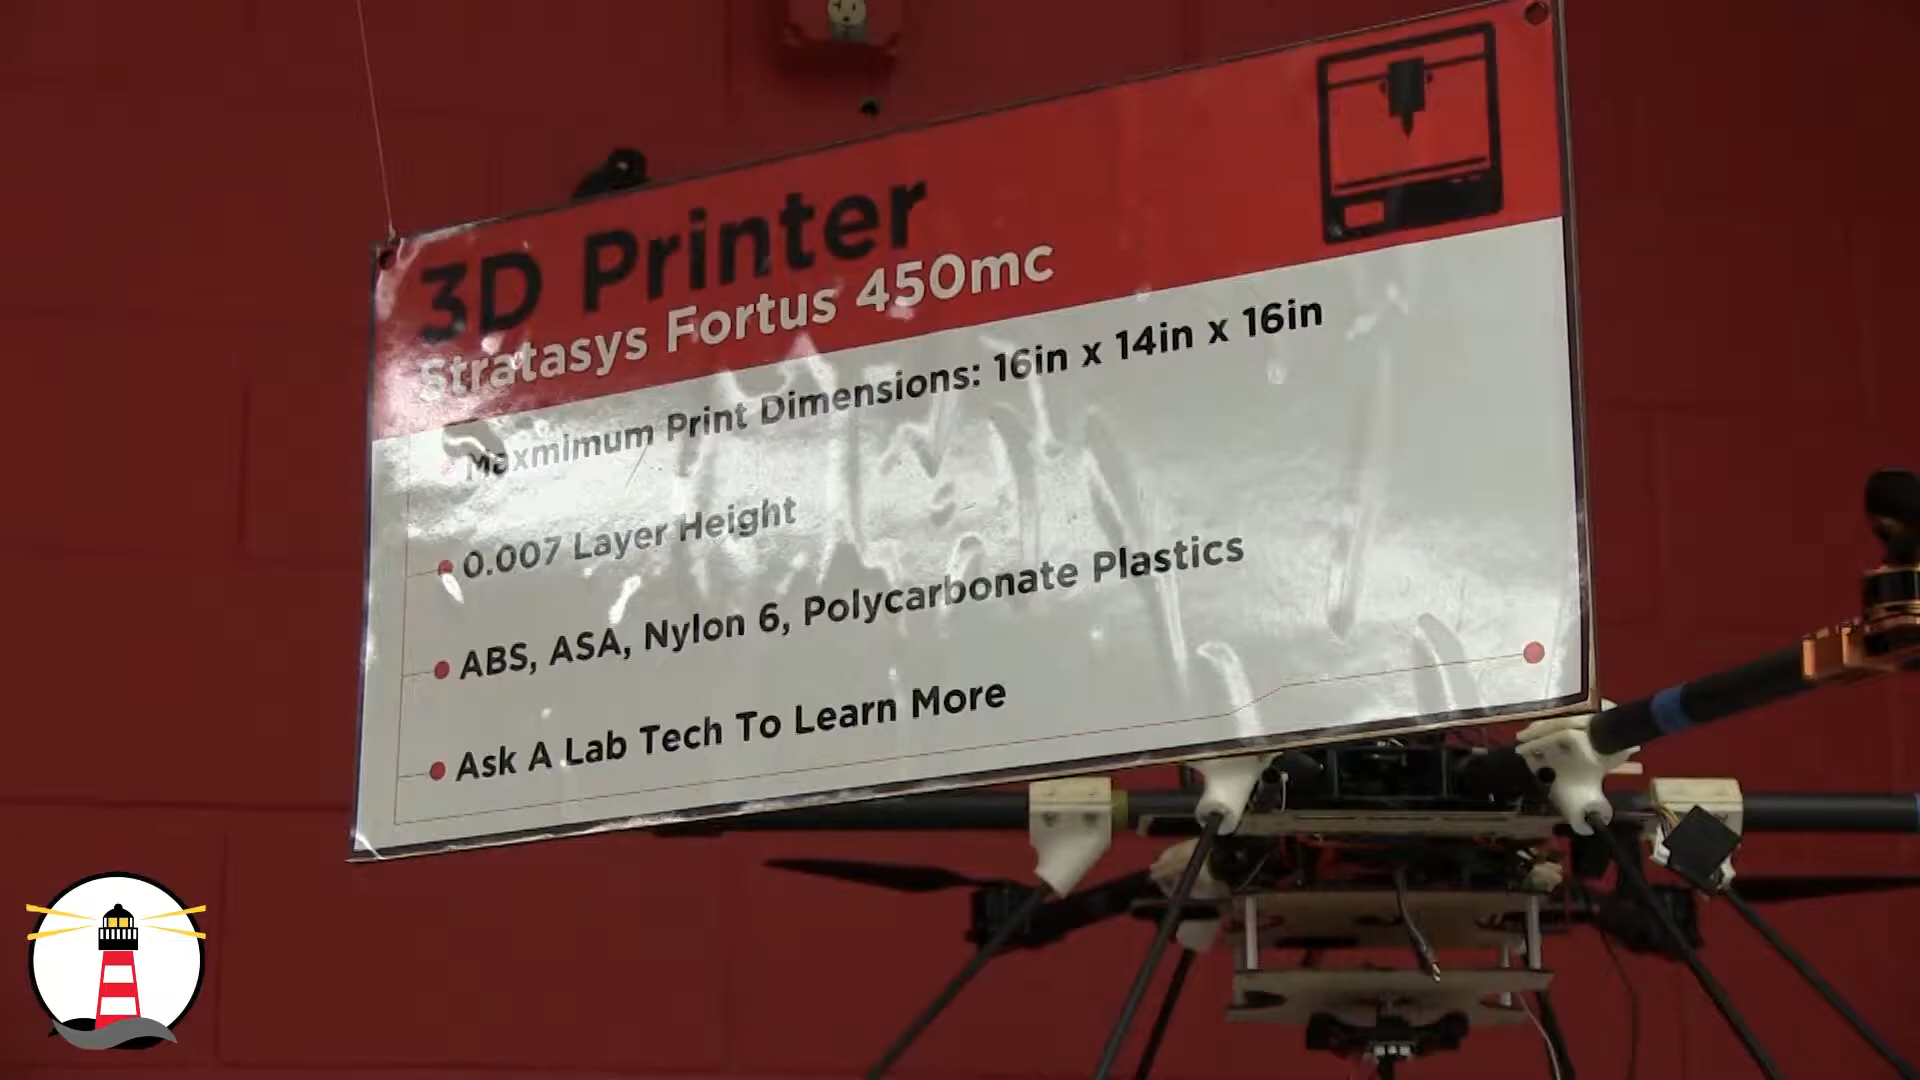 3D Printer
Stratasys Fortus 450mc
Maxmimum Print Dimensions: 16in x 14in x 16in
0.007 Layer Height
ABS, ASA, Nylon 6, Polycarbonate Plastics
Ask A Lab Tech To Learn More